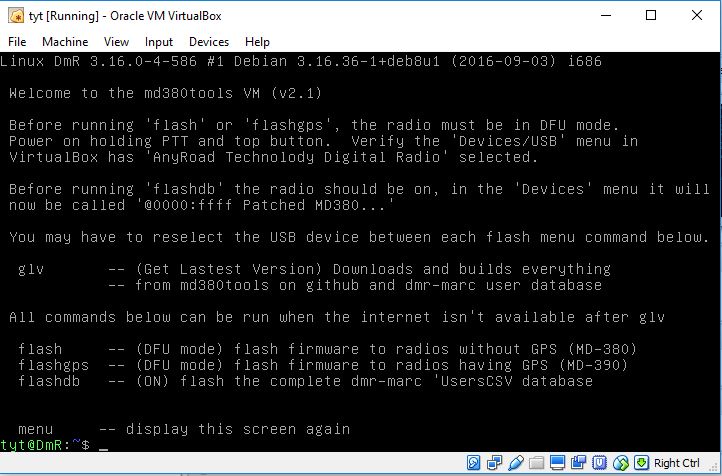 tyt [Running] - Oracle VM VirtualBox
File Machine View Input Devices Help
Linux DmR 3.16.0-4-586 #1 Debian 3.16.36-1+deb8u1 (2016-09-03) i686
Welcome to the md380tools VM (v2.1)
Before running 'flash' or 'flashgps', the radio must be in DFU mode.
Power on holding PTT and top button.  Verify the 'Devices/USB' menu in
VirtualBox has 'AnyRoad Technolody Digital Radio' selected.
Before running 'flashdb' the radio should be on, in the 'Devices' menu it will
now be called '@0000:ffff Patched MD380...'
You may have to reselect the USB device between each flash menu command below.
glv -- (Get Lastest Version) Downloads and builds everything
-- from md380tools on github and dmr-marc user database
All commands below can be run when the internet isn't available after glv
flash -- (DFU mode) flash firmware to radios without GPS (MD-380)
flashgps -- (DFU mode) flash firmware to radios having GPS (MD-390)
flashdb -- (ON) flash the complete dmr-marc 'UsersCSV database
menu -- display this screen again
tyt@DmR:~$ _
Right Ctrl